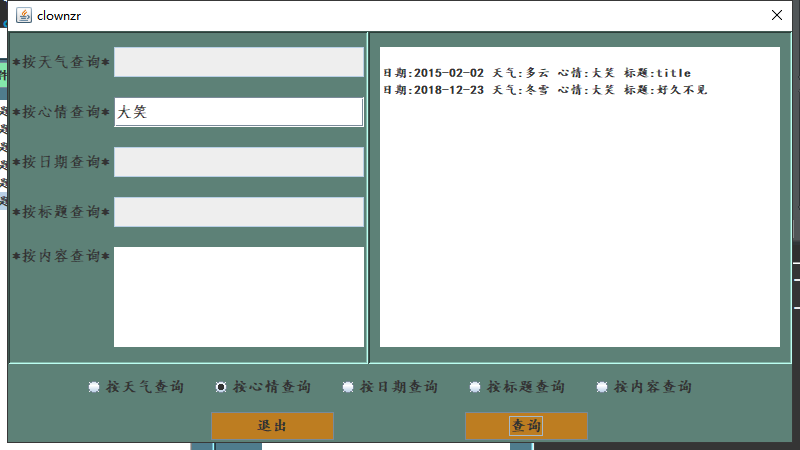 clownzr
*按天气查询*
*按心情查询* 大笑
*按日期查询*
*按标题查询*
*按内容查询*
日期:2015-02-02 天气:多云 心情:大笑 标题:title
日期:2018-12-23 天气:冬雪 心情:大笑 标题:好久不见
按天气查询 按心情查询 按日期查询 按标题查询 按内容查询
退出 查询